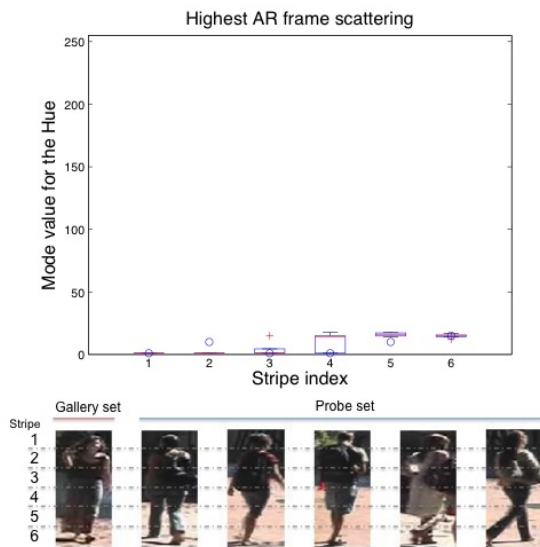 Highest AR frame scattering
250
200
150
100
50
0
Mode value for the Hue
1 2 3 4 5 6
Stripe index
Gallery set Probe set
Stripe
1
2
3
4
5
6